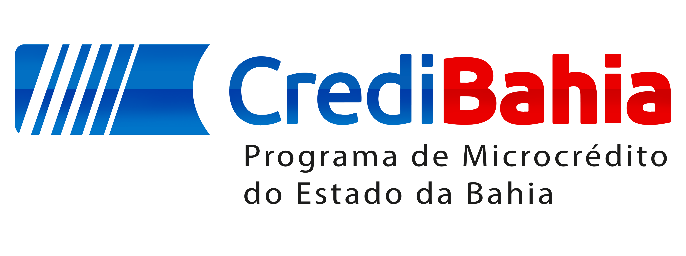 CrediBahia
Programa de Microcrédito
do Estado da Bahia